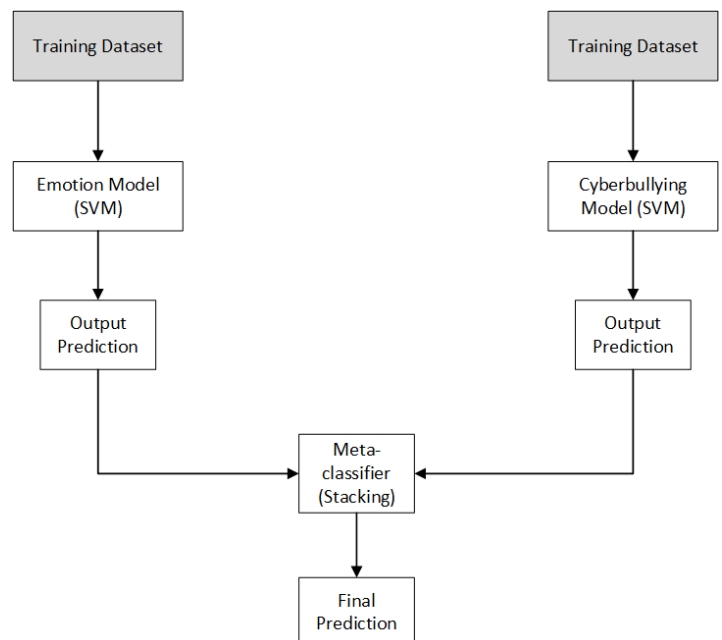 Training Dataset
Training Dataset
Emotion Model
(SVM)
Cyberbullying
Model (SVM)
Output
Prediction
Output
Prediction
Meta-
classifier
(Stacking)
Final
Prediction